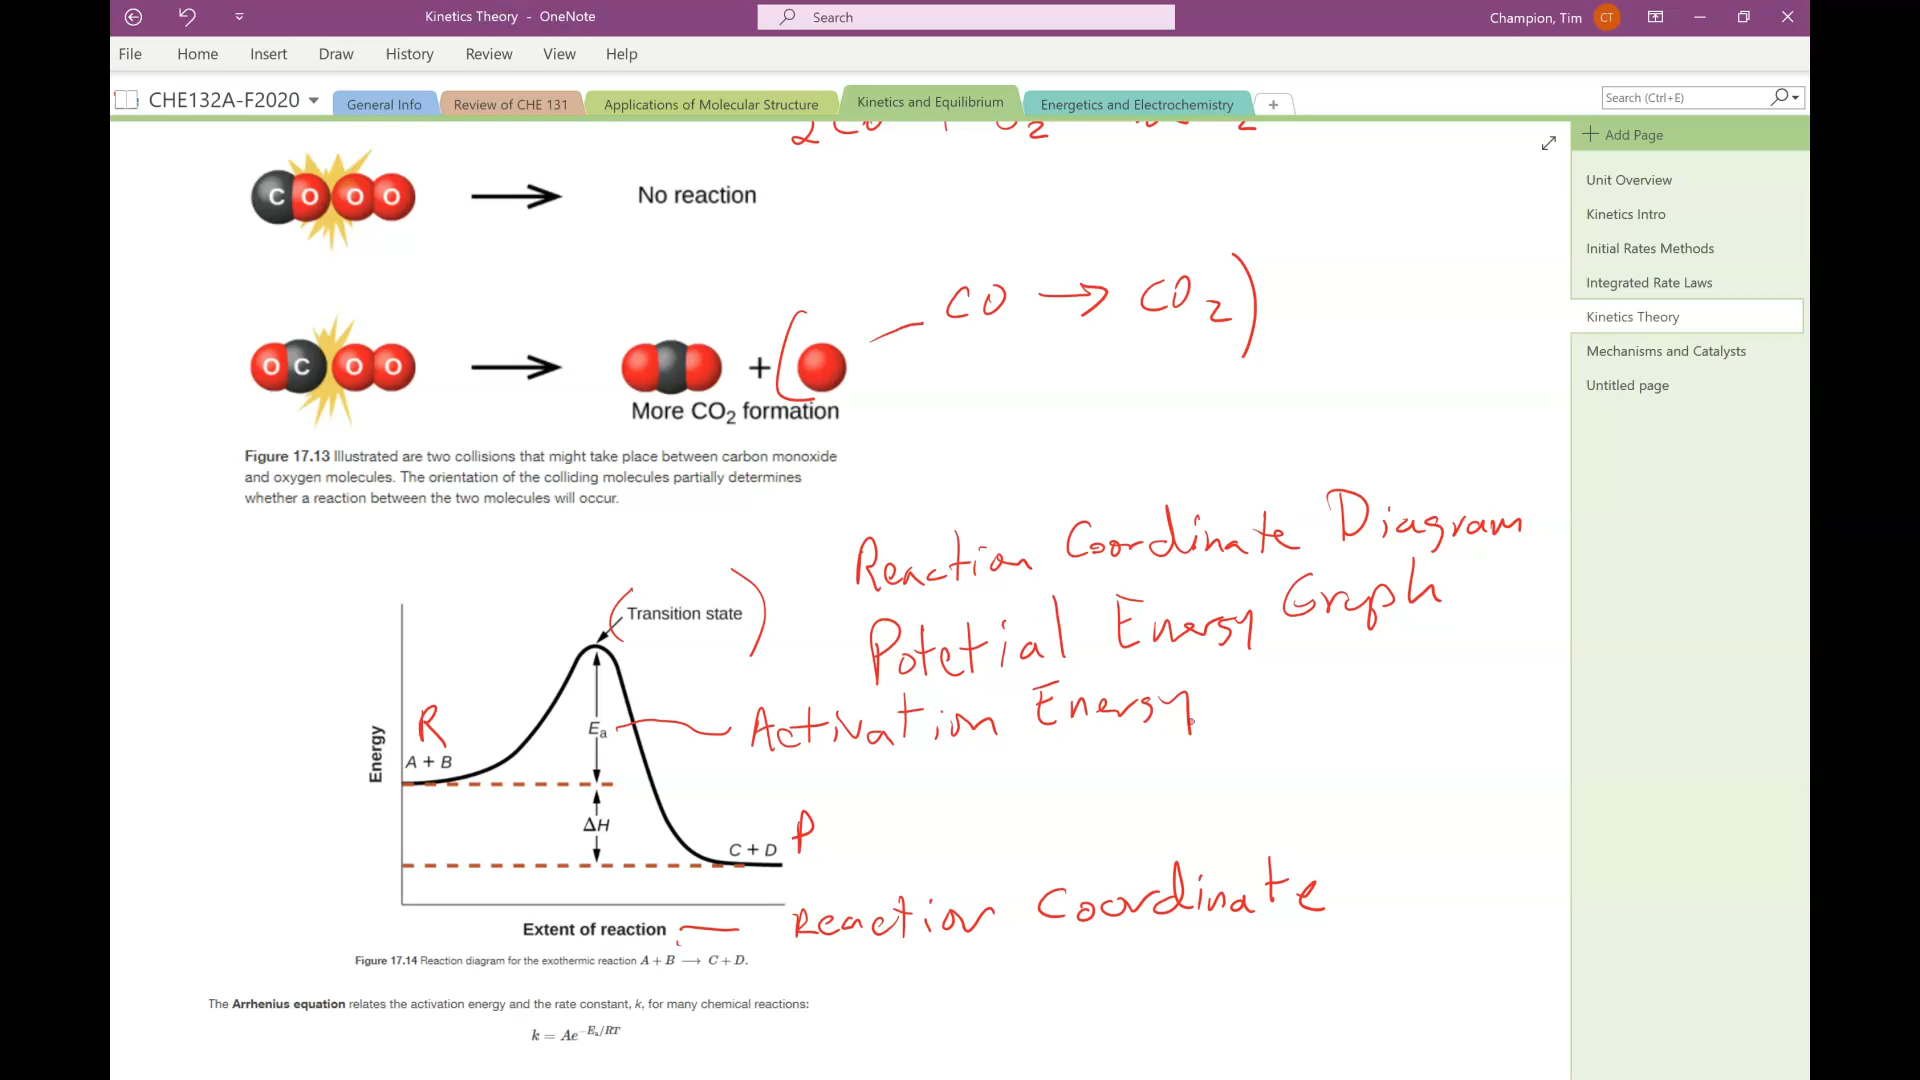 Kinetics Theory - OneNote
Search
Champion, Tim
CT
File Home Insert Draw History Review View Help
CHE132A-F2020
General Info
Review of CHE 131
Applications of Molecular Structure
Kinetics and Equilibrium
Energetics and Electrochemistry
+
Search (Ctrl+E)
Add Page
Unit Overview
Kinetics Intro
Initial Rates Methods
Integrated Rate Laws
Kinetics Theory
Mechanisms and Catalysts
Untitled page
C O O O
No reaction
CO → CO₂)
O C O O
+ (
More CO₂ formation
Figure 17.13 Illustrated are two collisions that might take place between carbon monoxide
and oxygen molecules. The orientation of the colliding molecules partially determines
whether a reaction between the two molecules will occur.
Reaction Coordinate Diagram
Potetial Energy Graph
(Transition state)
Activation Energy
Eₐ
R
A + B
Energy
ΔH
P
C + D
Extent of reaction
Reaction Coordinate
Figure 17.14 Reaction diagram for the exothermic reaction A + B ⟶ C + D.
The Arrhenius equation relates the activation energy and the rate constant, k, for many chemical reactions:
k = Ae^−Eₐ/RT